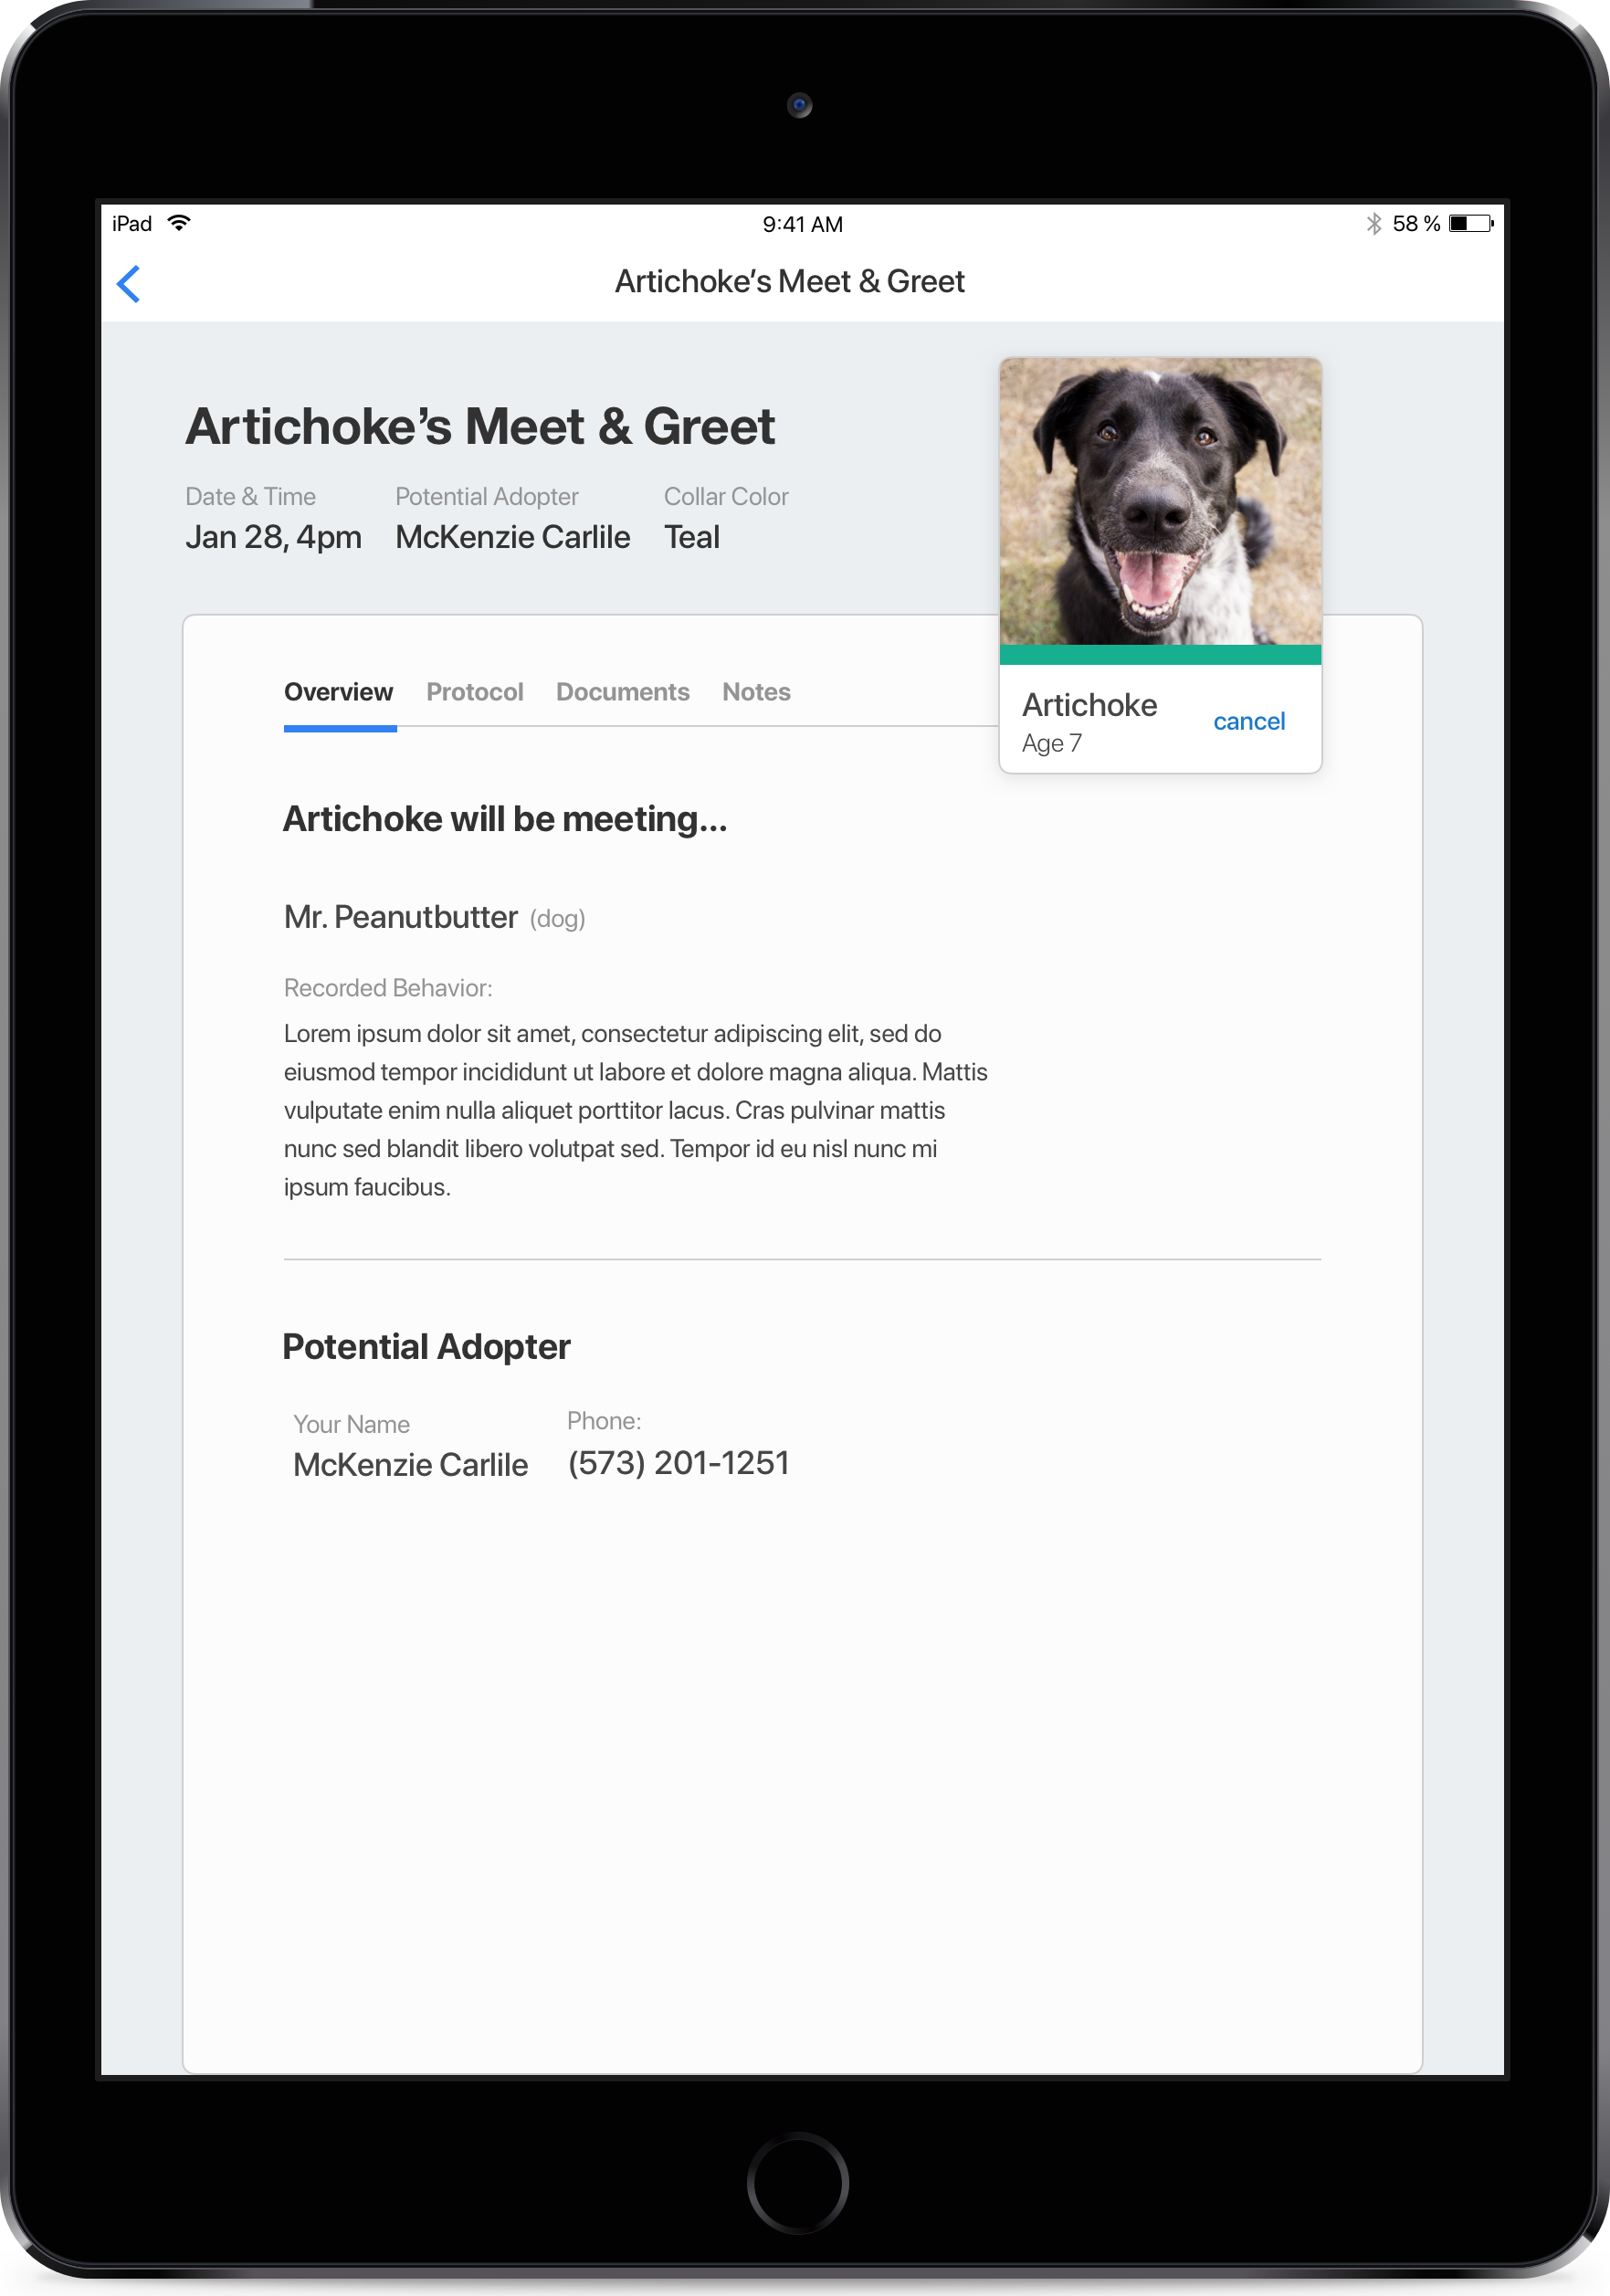 iPad 9:41 AM 58 %
Artichoke's Meet & Greet
Artichoke’s Meet & Greet
Date & Time Potential Adopter Collar Color
Jan 28, 4pm McKenzie Carlile Teal
Overview Protocol Documents Notes
Artichoke
Age 7
cancel
Artichoke will be meeting...
Mr. Peanutbutter (dog)
Recorded Behavior:
Lorem ipsum dolor sit amet, consectetur adipiscing elit, sed do
eiusmod tempor incididunt ut labore et dolore magna aliqua. Mattis
vulputate enim nulla aliquet porttitor lacus. Cras pulvinar mattis
nunc sed blandit libero volutpat sed. Tempor id eu nisl nunc mi
ipsum faucibus.
Potential Adopter
Your Name Phone:
McKenzie Carlile (573) 201-1251